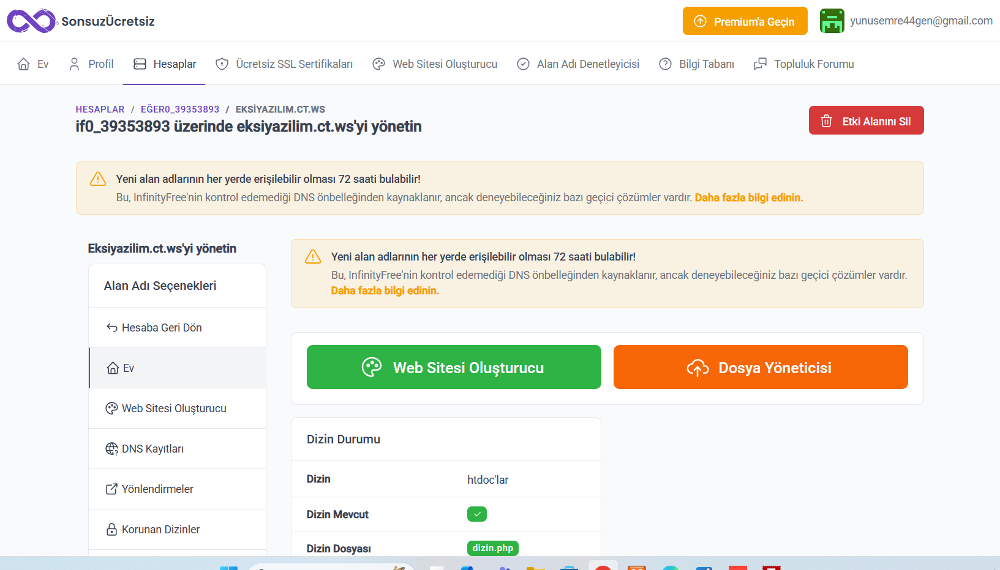 SonsuzÜcretsiz
Premium'a Geçin
yunusemre44gen@gmail.com
Ev
Profil
Hesaplar
Ücretsiz SSL Sertifikaları
Web Sitesi Oluşturucu
Alan Adı Denetleyicisi
Bilgi Tabanı
Topluluk Forumu
HESAPLAR / EĞER0_39353893 / EKSİYAZILIM.CT.WS
if0_39353893 üzerinde eksiyazilim.ct.ws'yi yönetin
Etki Alanını Sil
Yeni alan adlarının her yerde erişilebilir olması 72 saati bulabilir!
Bu, InfinityFree'nin kontrol edemediği DNS önbelleğinden kaynaklanır, ancak deneyebileceğiniz bazı geçici çözümler vardır. Daha fazla bilgi edinin.
Eksiyazilim.ct.ws'yi yönetin
Alan Adı Seçenekleri
Hesaba Geri Dön
Ev
Web Sitesi Oluşturucu
DNS Kayıtları
Yönlendirmeler
Korunan Dizinler
Yeni alan adlarının her yerde erişilebilir olması 72 saati bulabilir!
Bu, InfinityFree'nin kontrol edemediği DNS önbelleğinden kaynaklanır, ancak deneyebileceğiniz bazı geçici çözümler vardır.
Daha fazla bilgi edinin.
Web Sitesi Oluşturucu
Dosya Yöneticisi
Dizin Durumu
Dizin htdoc'lar
Dizin Mevcut
Dizin Dosyası dizin.php